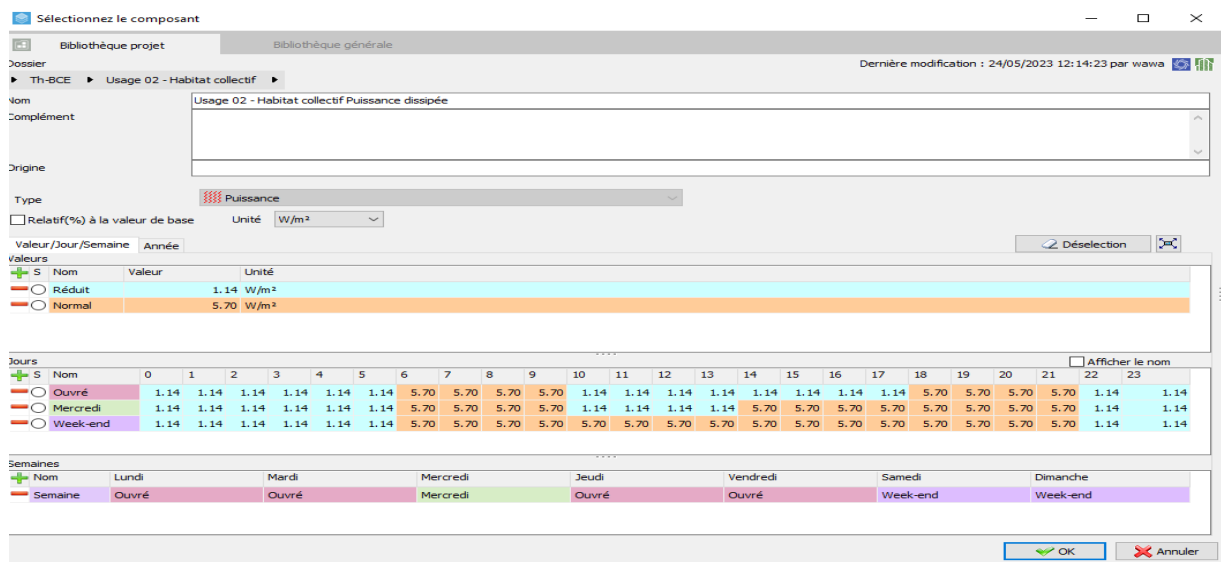 Sélectionnez le composant
Bibliothèque projet Bibliothèque générale
Dossier Dernière modification : 24/05/2023 12:14:23 par wawa
Th-BCE Usage 02 - Habitat collectif
Nom Usage 02 - Habitat collectif Puissance dissipée
Complément
Origine
Type Puissance
Relatif(%) à la valeur de base Unité W/m²
Valeur/Jour/Semaine Année Déselection
Valeurs
S Nom Valeur Unité
Réduit 1.14 W/m²
Normal 5.70 W/m²
Jours Afficher le nom
S Nom 0 1 2 3 4 5 6 7 8 9 10 11 12 13 14 15 16 17 18 19 20 21 22 23
Ouvré 1.14 1.14 1.14 1.14 1.14 1.14 5.70 5.70 5.70 5.70 1.14 1.14 1.14 1.14 1.14 1.14 1.14 1.14 5.70 5.70 5.70 5.70 1.14 1.14
Mercredi 1.14 1.14 1.14 1.14 1.14 1.14 5.70 5.70 5.70 5.70 1.14 1.14 1.14 1.14 5.70 5.70 5.70 5.70 5.70 5.70 5.70 5.70 1.14 1.14
Week-end 1.14 1.14 1.14 1.14 1.14 1.14 5.70 5.70 5.70 5.70 5.70 5.70 5.70 5.70 5.70 5.70 5.70 5.70 5.70 5.70 5.70 5.70 1.14 1.14
Semaines
Nom Lundi Mardi Mercredi Jeudi Vendredi Samedi Dimanche
Semaine Ouvré Ouvré Mercredi Ouvré Ouvré Week-end Week-end
OK Annuler